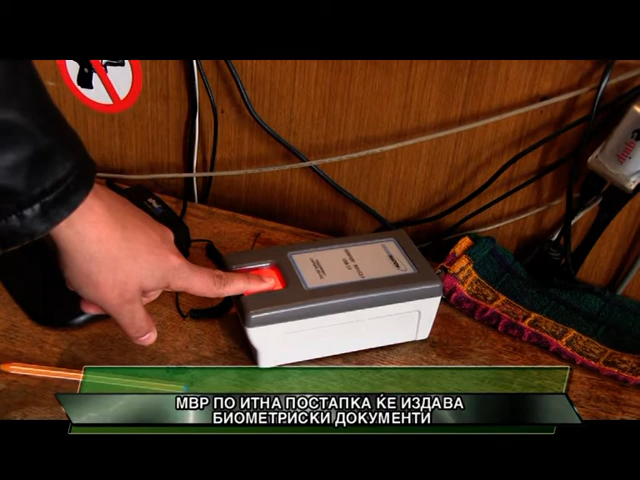 МВР ПО ИТНА ПОСТАПКА ЌЕ ИЗДАВА
БИОМЕТРИСКИ ДОКУМЕНТИ